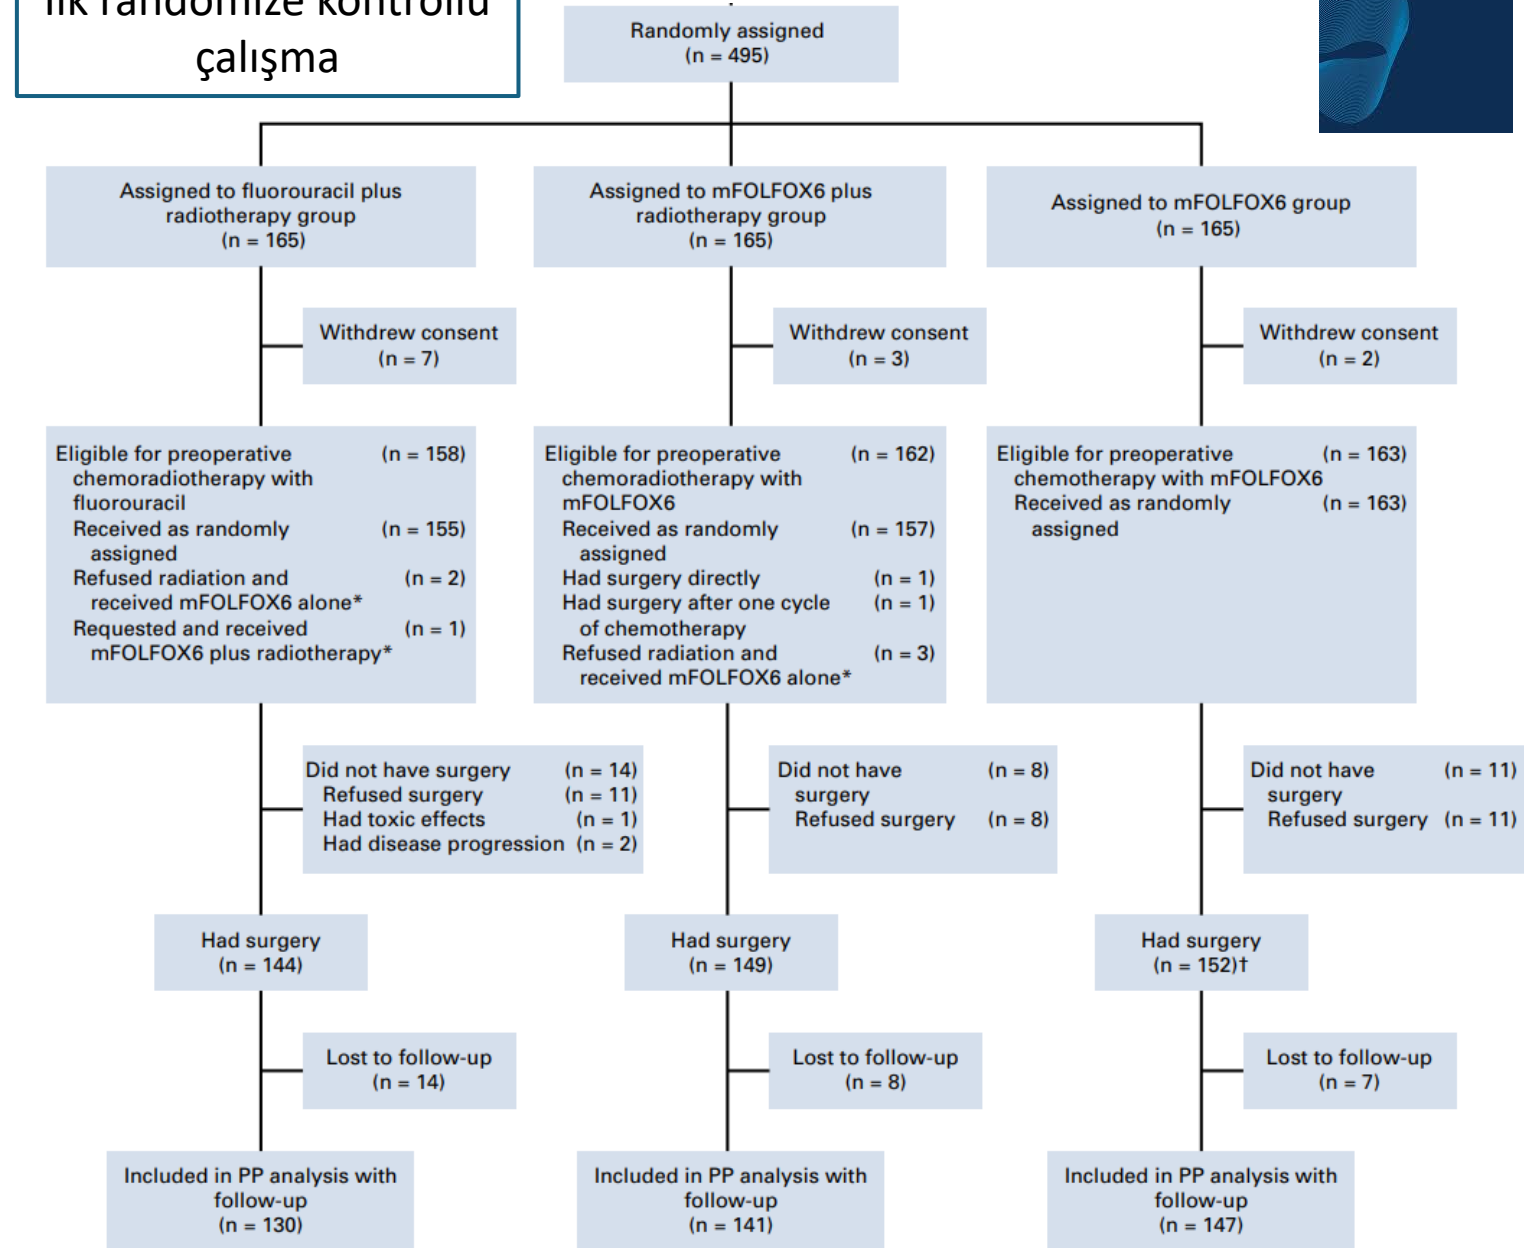 ilk randomize kontrollü
çalışma
Randomly assigned
(n = 495)
Assigned to fluorouracil plus
radiotherapy group
(n = 165)
Assigned to mFOLFOX6 plus
radiotherapy group
(n = 165)
Assigned to mFOLFOX6 group
(n = 165)
Withdrew consent
(n = 7)
Withdrew consent
(n = 3)
Withdrew consent
(n = 2)
Eligible for preoperative (n = 158)
chemoradiotherapy with
fluorouracil
Received as randomly (n = 155)
assigned
Refused radiation and (n = 2)
received mFOLFOX6 alone*
Requested and received (n = 1)
mFOLFOX6 plus radiotherapy*
Eligible for preoperative (n = 162)
chemoradiotherapy with
mFOLFOX6
Received as randomly (n = 157)
assigned
Had surgery directly (n = 1)
Had surgery after one cycle (n = 1)
of chemotherapy
Refused radiation and (n = 3)
received mFOLFOX6 alone*
Eligible for preoperative (n = 163)
chemotherapy with mFOLFOX6
Received as randomly (n = 163)
assigned
Did not have surgery (n = 14)
Refused surgery (n = 11)
Had toxic effects (n = 1)
Had disease progression (n = 2)
Did not have (n = 8)
surgery
Refused surgery (n = 8)
Did not have (n = 11)
surgery
Refused surgery (n = 11)
Had surgery
(n = 144)
Had surgery
(n = 149)
Had surgery
(n = 152)†
Lost to follow-up
(n = 14)
Lost to follow-up
(n = 8)
Lost to follow-up
(n = 7)
Included in PP analysis with
follow-up
(n = 130)
Included in PP analysis with
follow-up
(n = 141)
Included in PP analysis with
follow-up
(n = 147)